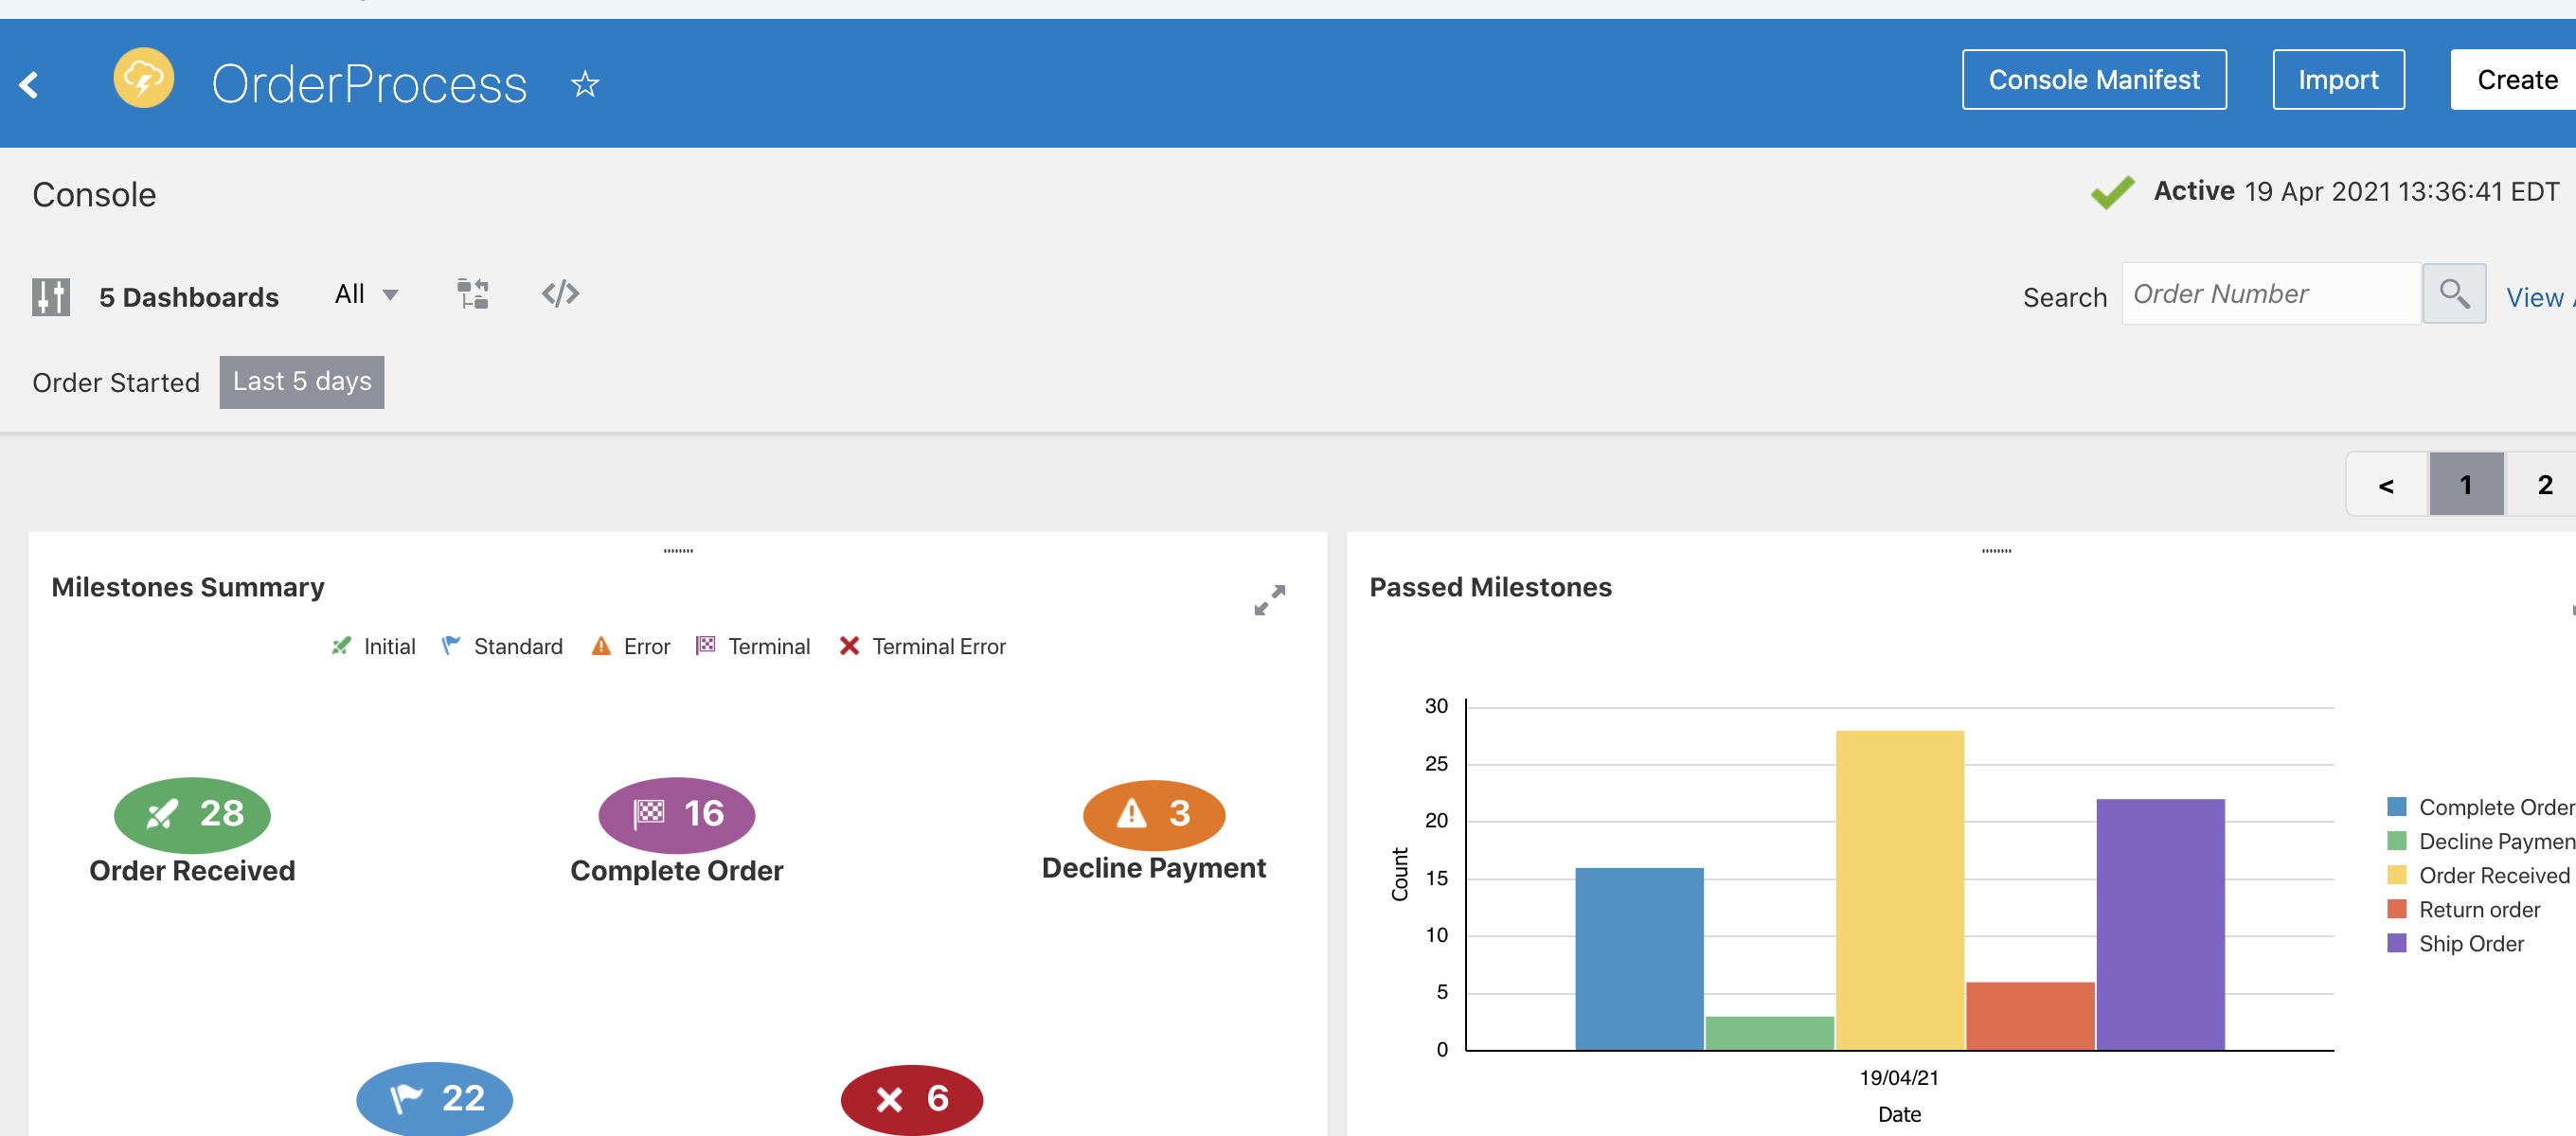 OrderProcess
Console Manifest
Import
Create
Console
Active 19 Apr 2021 13:36:41 EDT
5 Dashboards
All
Search
Order Number
View
Order Started
Last 5 days
<
1
2
Milestones Summary
Initial
Standard
Error
Terminal
Terminal Error
28
Order Received
16
Complete Order
3
Decline Payment
22
6
Passed Milestones
30
25
20
15
10
5
0
Count
19/04/21
Date
Complete Order
Decline Paymen
Order Received
Return order
Ship Order